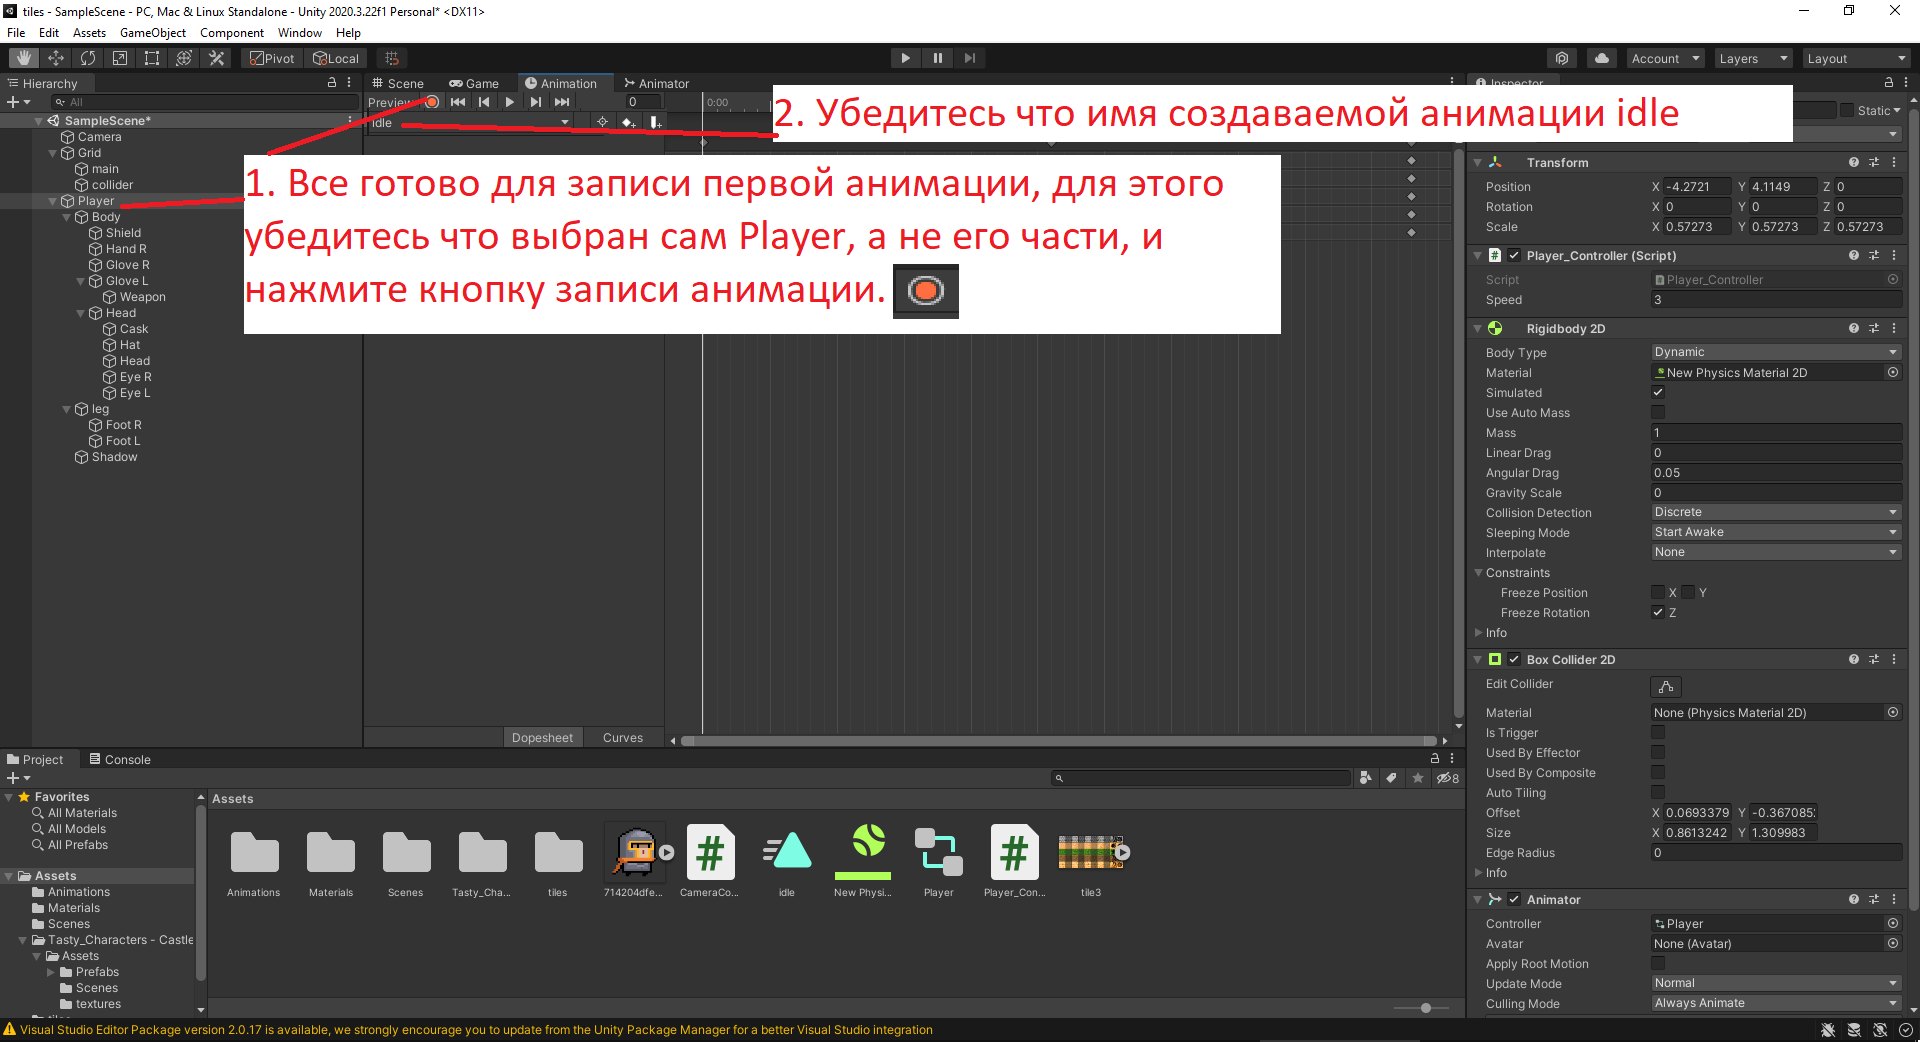 tiles - SampleScene - PC, Mac & Linux Standalone - Unity 2020.3.22f1 Personal* <DX11>
File Edit Assets GameObject Component Window Help
Pivot Local Account Layers Layout
Hierarchy
All
SampleScene*
Camera
Grid
main
collider
Player
Body
Shield
Hand R
Glove R
Glove L
Weapon
Head
Cask
Hat
Head
Eye R
Eye L
leg
Foot R
Foot L
Shadow
Scene Game Animation Animator
Preview 0 0:00
idle
2. Убедитесь что имя создаваемой анимации idle
1. Все готово для записи первой анимации, для этого
убедитесь что выбран сам Player, а не его части, и
нажмите кнопку записи анимации.
Dopesheet Curves
Inspector
Static
Transform
Position X -4.2721 Y 4.1149 Z 0
Rotation X 0 Y 0 Z 0
Scale X 0.57273 Y 0.57273 Z 0.57273
Player_Controller (Script)
Script Player_Controller
Speed 3
Rigidbody 2D
Body Type Dynamic
Material New Physics Material 2D
Simulated
Use Auto Mass
Mass 1
Linear Drag 0
Angular Drag 0.05
Gravity Scale 0
Collision Detection Discrete
Sleeping Mode Start Awake
Interpolate None
Constraints
Freeze Position X Y
Freeze Rotation Z
Info
Box Collider 2D
Edit Collider
Material None (Physics Material 2D)
Is Trigger
Used By Effector
Used By Composite
Auto Tiling
Offset X 0.0693379 Y -0.367085
Size X 0.8613242 Y 1.309983
Edge Radius 0
Info
Animator
Controller Player
Avatar None (Avatar)
Apply Root Motion
Update Mode Normal
Culling Mode Always Animate
Project Console
8
Favorites
All Materials
All Models
All Prefabs
Assets
Animations
Materials
Scenes
Tasty_Characters - Castle
Assets
Prefabs
Scenes
textures
Assets
Animations Materials Scenes Tasty_Cha... tiles 714204dfe... CameraCo... idle New Physi... Player Player_Con... tile3
Visual Studio Editor Package version 2.0.17 is available, we strongly encourage you to update from the Unity Package Manager for a better Visual Studio integration